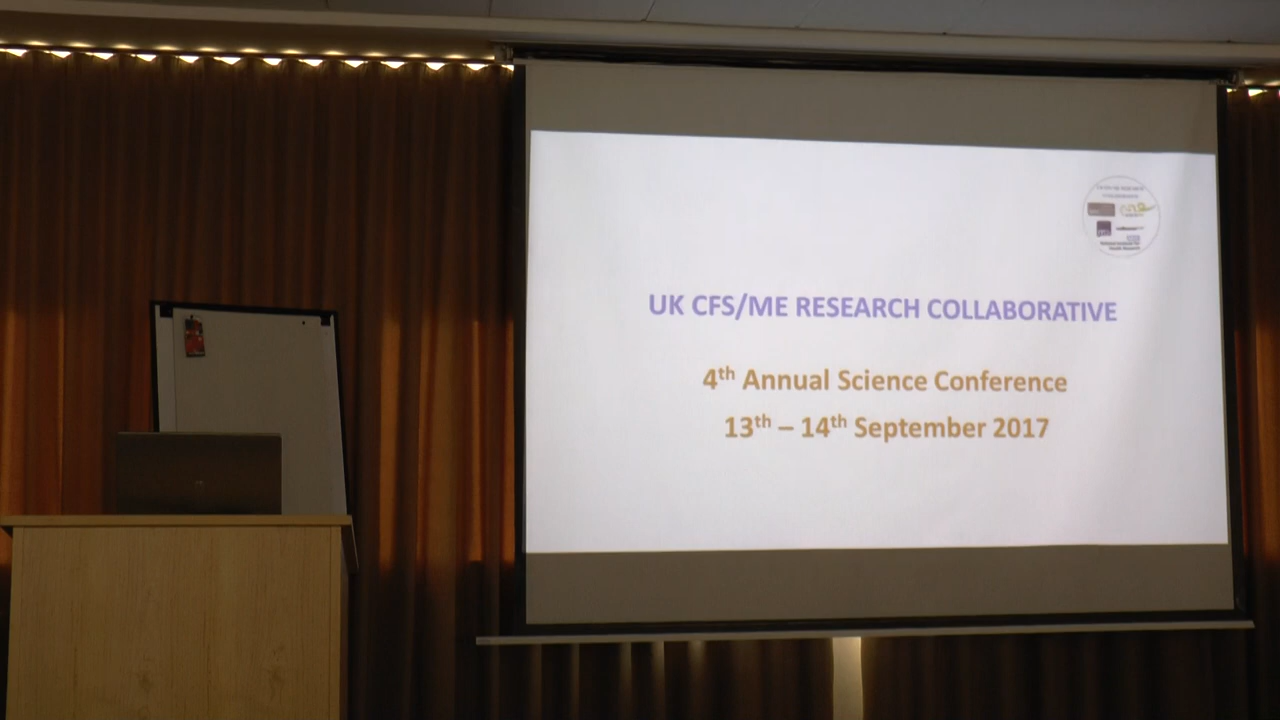 UK CFS/ME RESEARCH COLLABORATIVE
4th Annual Science Conference
13th – 14th September 2017